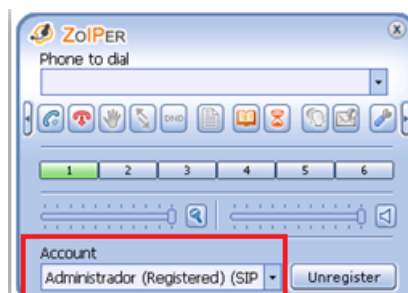 ZOIPER
Phone to dial
DND
1 2 3 4 5 6
Account
Administrador (Registered) (SIP
Unregister